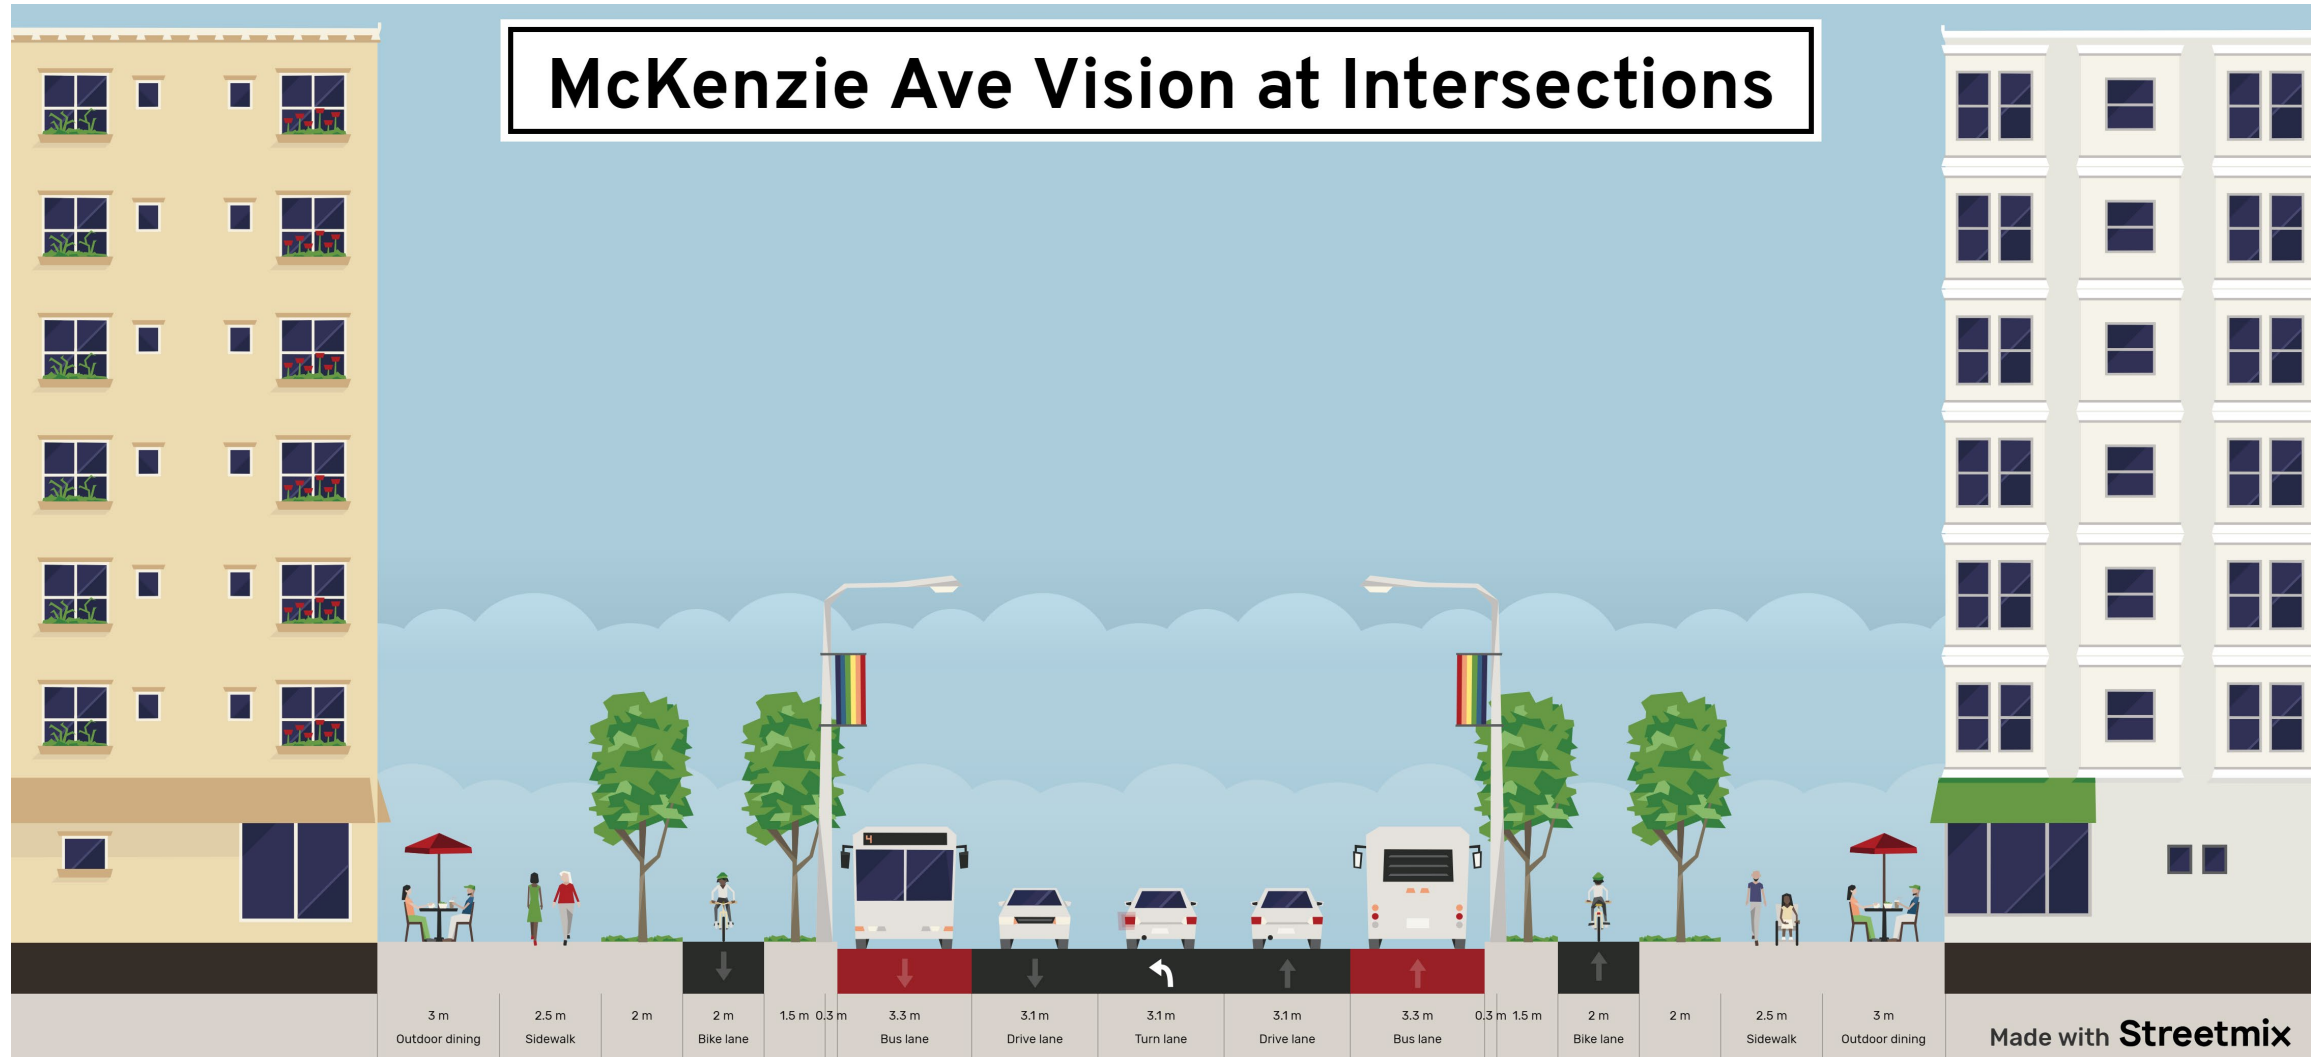 McKenzie Ave Vision at Intersections
4
3 m
Outdoor dining
2.5 m
Sidewalk
2 m
2 m
Bike lane
1.5 m
0.3 m
3.3 m
Bus lane
3.1 m
Drive lane
3.1 m
Turn lane
3.1 m
Drive lane
3.3 m
Bus lane
0.3 m
1.5 m
2 m
Bike lane
2 m
2.5 m
Sidewalk
3 m
Outdoor dining
Made with Streetmix